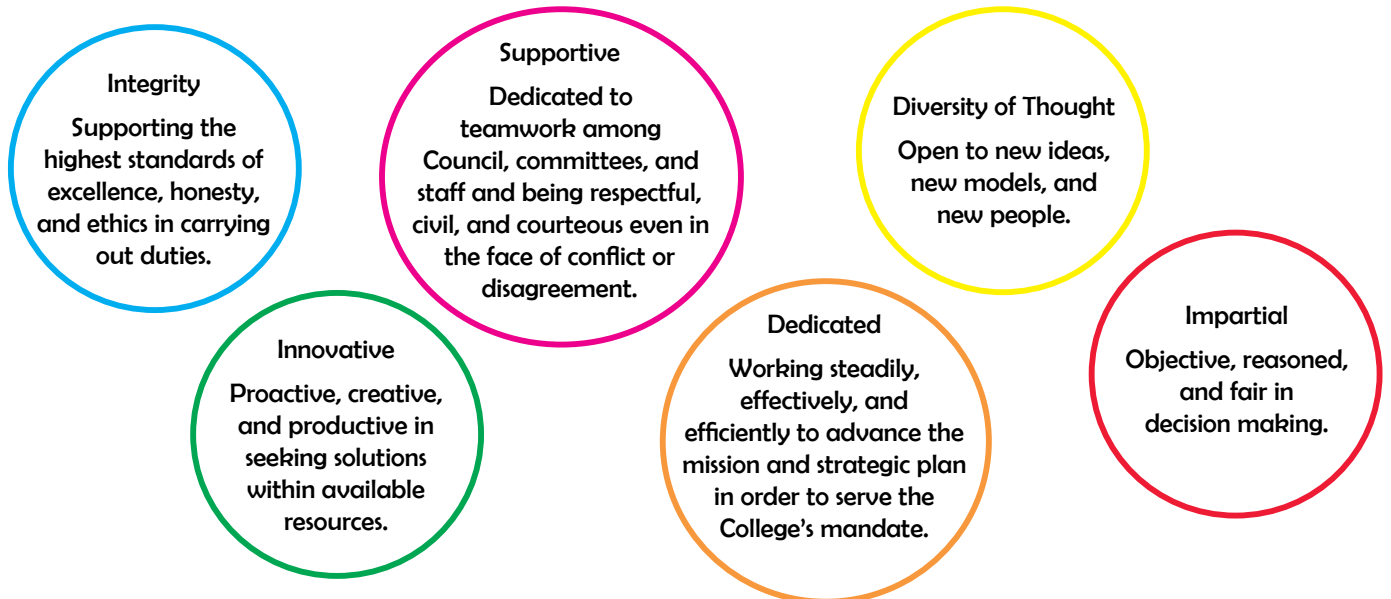 Integrity
Supporting the
highest standards of
excellence, honesty,
and ethics in carrying
out duties.
Innovative
Proactive, creative,
and productive in
seeking solutions
within available
resources.
Supportive
Dedicated to
teamwork among
Council, committees, and
staff and being respectful,
civil, and courteous even in
the face of conflict or
disagreement.
Dedicated
Working steadily,
effectively, and
efficiently to advance the
mission and strategic plan
in order to serve the
College’s mandate.
Diversity of Thought
Open to new ideas,
new models, and
new people.
Impartial
Objective, reasoned,
and fair in
decision making.